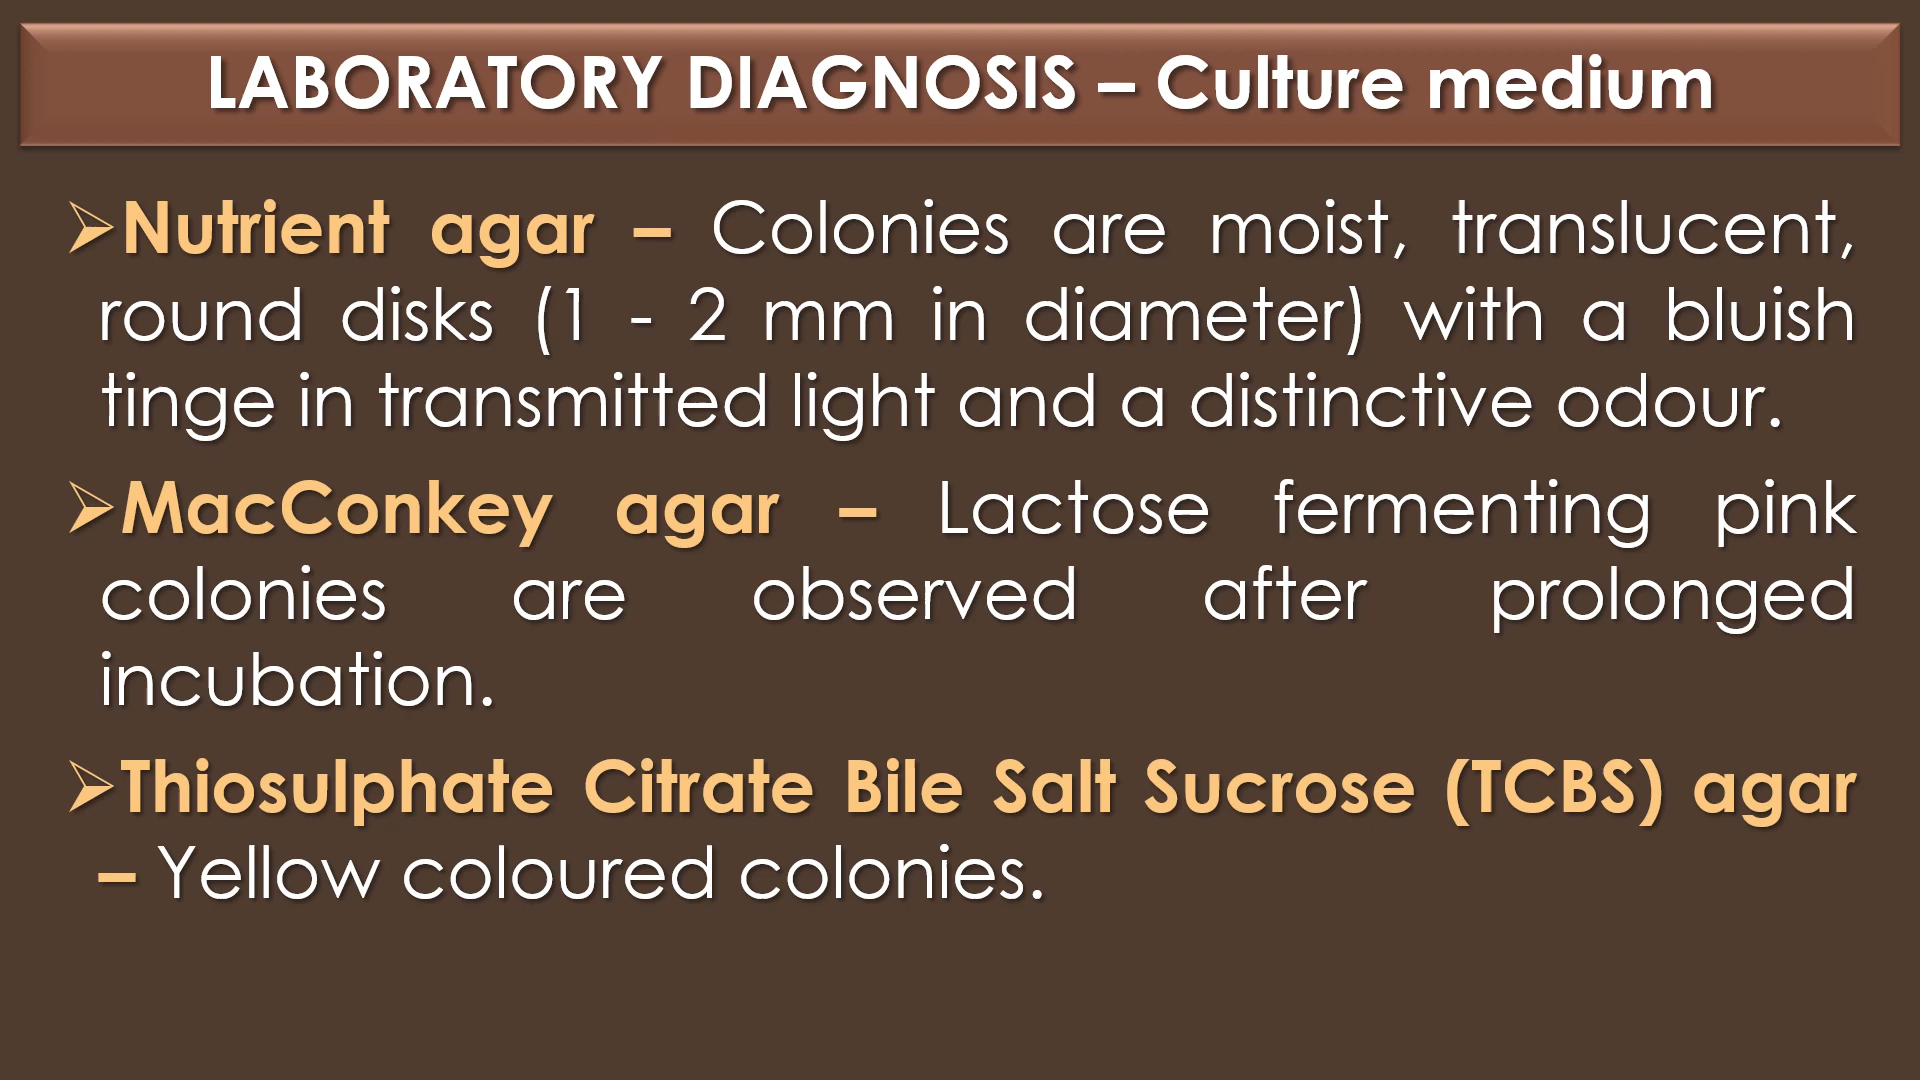 LABORATORY DIAGNOSIS – Culture medium
➢Nutrient agar – Colonies are moist, translucent,
round disks (1 - 2 mm in diameter) with a bluish
tinge in transmitted light and a distinctive odour.
➢MacConkey agar – Lactose fermenting pink
colonies are observed after prolonged
incubation.
➢Thiosulphate Citrate Bile Salt Sucrose (TCBS) agar
– Yellow coloured colonies.